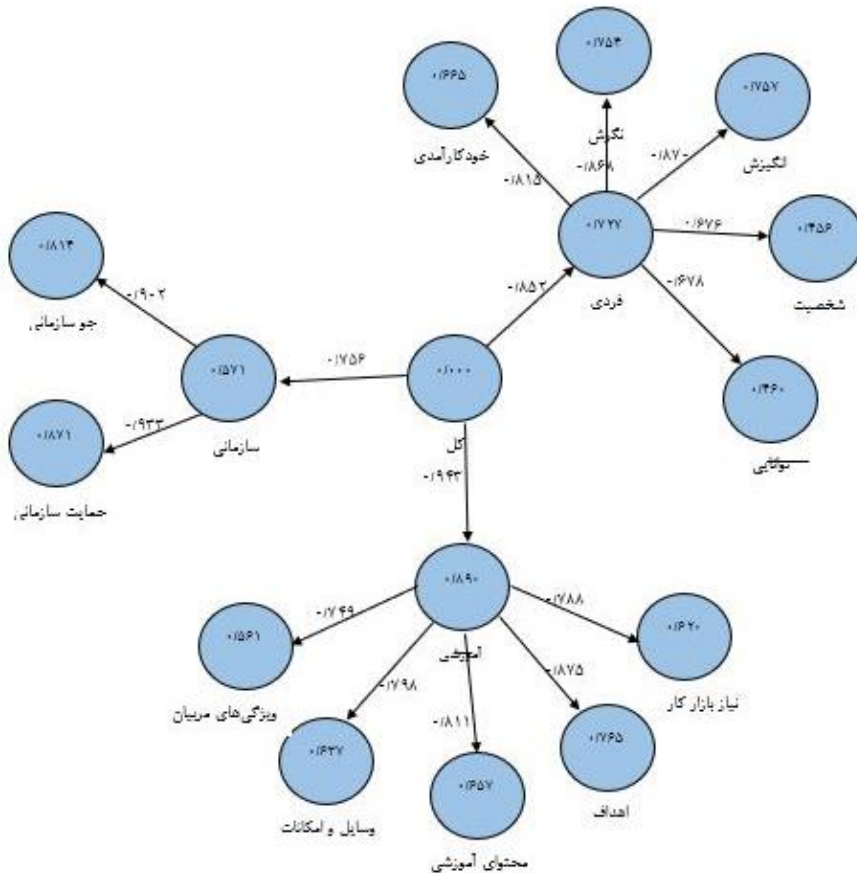 ۰/۷۵۴
۰/۶۶۵
۰/۷۵۷
نگرش
خودکارآمدی
انگیزش
۰/۸۶۸
۰/۸۷۰
۰/۸۱۵
۰/۷۲۷
۰/۶۷۶
۰/۴۵۶
۰/۸۱۴
۰/۶۷۸
۰/۹۰۲
۰/۸۵۲
فردی
شخصیت
جو سازمانی
۰/۵۷۱
۰/۷۵۶
۰/۰۰۰
۰/۴۶۰
۰/۸۷۱
۰/۹۳۳
سازمانی
کل
توانایی
۰/۹۴۳
حمایت سازمانی
۰/۸۹۰
۰/۷۴۹
۰/۷۸۸
۰/۵۶۱
آموزشی
۰/۸۷۵
۰/۶۲۰
۰/۷۹۸
ویژگی‌های مربیان
۰/۸۱۱
نیاز بازار کار
۰/۶۳۷
۰/۷۶۵
۰/۶۵۷
وسایل و امکانات
اهداف
محتوای آموزشی